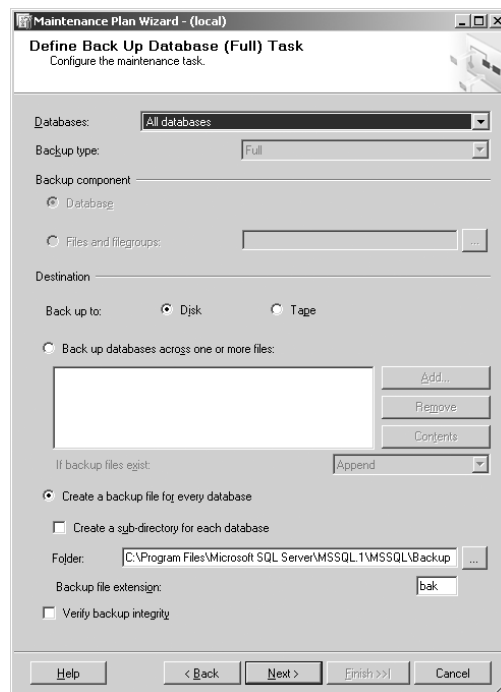 Maintenance Plan Wizard - (local)
Define Back Up Database (Full) Task
Configure the maintenance task.
Databases: All databases
Backup type: Full
Backup component
Database
Files and filegroups: ...
Destination
Back up to: Disk Tape
Back up databases across one or more files:
Add...
Remove
Contents
If backup files exist: Append
Create a backup file for every database
Create a sub-directory for each database
Folder: C:\Program Files\Microsoft SQL Server\MSSQL.1\MSSQL\Backup ...
Backup file extension: bak
Verify backup integrity
Help < Back Next > Finish >>| Cancel